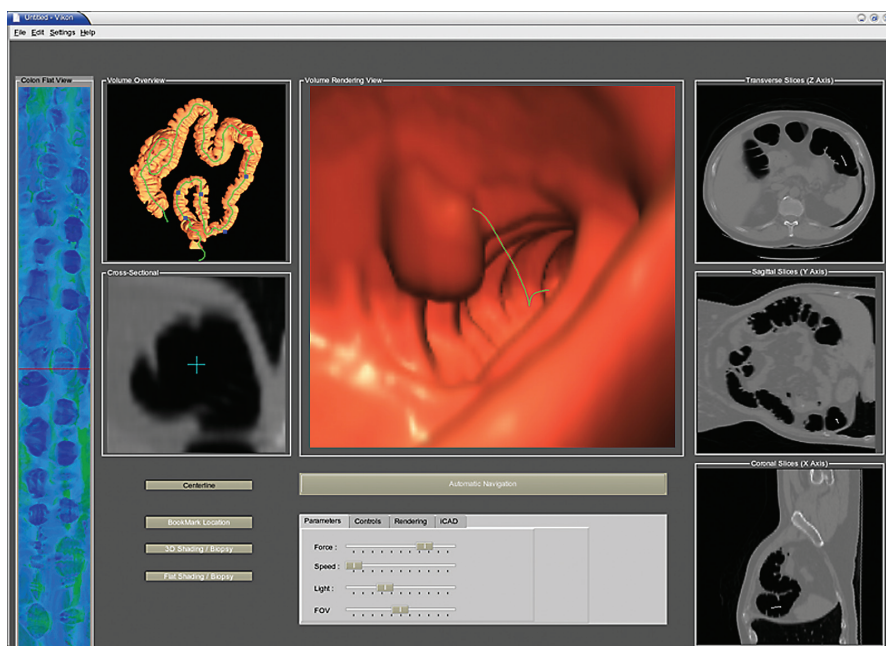 Untitled - Vikon
File Edit Settings Help
Colon Flat View
Volume Overview
Volume Rendering View
Transverse Slices (Z Axis)
Cross-Sectional
Sagittal Slices (Y Axis)
Coronal Slices (X Axis)
Centerline
BookMark Location
3D Shading / Biopsy
Flat Shading / Biopsy
Automatic Navigation
Parameters Controls Rendering iCAD
Force :
Speed :
Light :
FOV